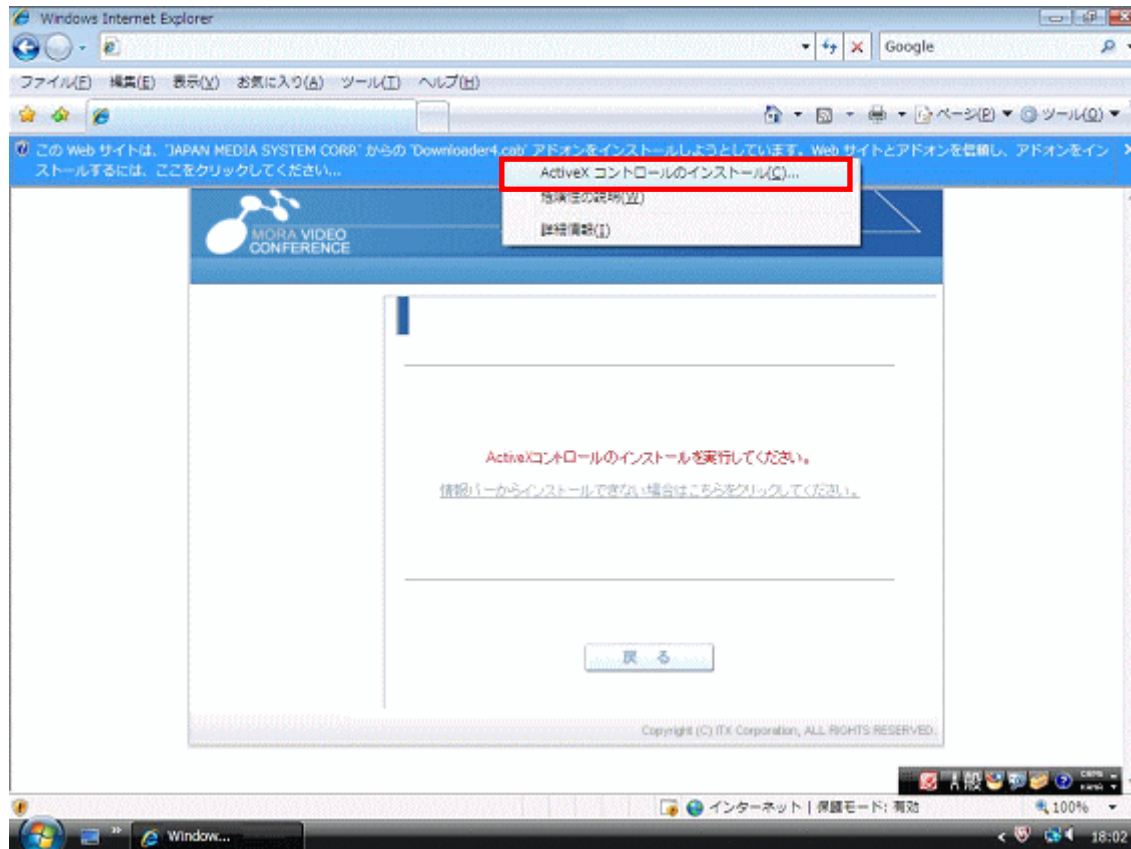 Windows Internet Explorer
Google
ファイル(F) 編集(E) 表示(V) お気に入り(A) ツール(T) ヘルプ(H)
ページ(P) ツール(O)
この Web サイトは、"JAPAN MEDIA SYSTEM CORP." からの 'Downloader4.cab' アドオンをインストールしようとしています。Web サイトとアドオンを信頼し、アドオンをイン
ストールするには、ここをクリックしてください...
ActiveX コントロールのインストール(C)...
危険性の説明(W)
詳細情報(I)
MORA VIDEO
CONFERENCE
ActiveXコントロールのインストールを実行してください。
情報バーからインストールできない場合はこちらをクリックしてください。
戻 る
Copyright (C) ITX Corporation, ALL RIGHTS RESERVED.
A 般 CAPS
KANA
インターネット | 保護モード: 有効 100%
Window... 18:02